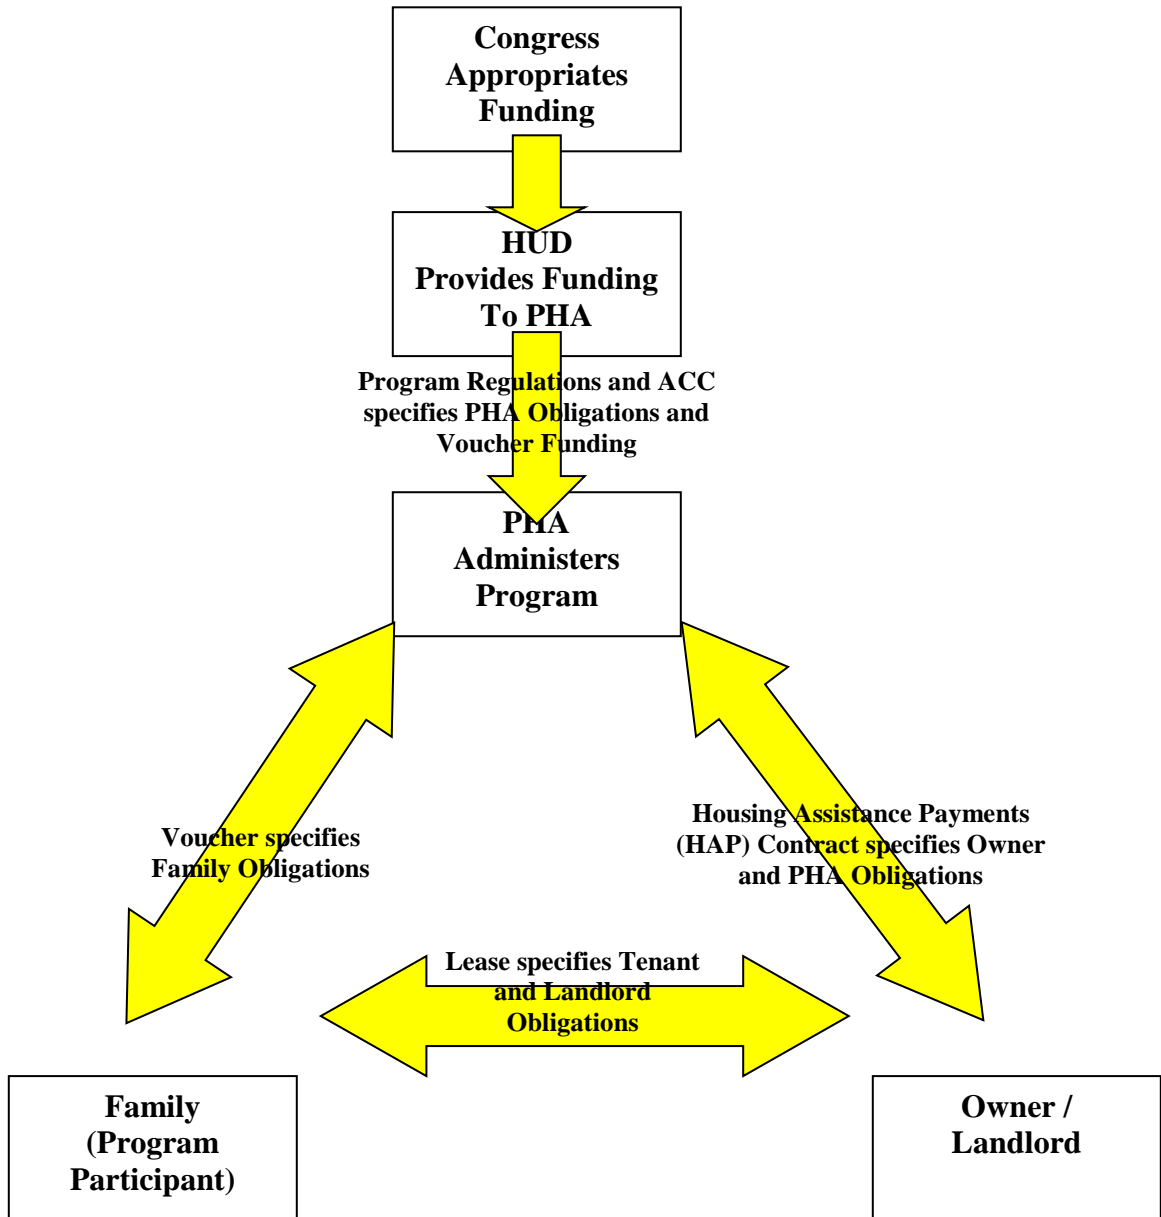 Congress
Appropriates
Funding
HUD
Provides Funding
To PHA
Program Regulations and ACC
specifies PHA Obligations and
Voucher Funding
PHA
Administers
Program
Voucher specifies
Family Obligations
Housing Assistance Payments
(HAP) Contract specifies Owner
and PHA Obligations
Lease specifies Tenant
and Landlord
Obligations
Family
(Program
Participant)
Owner /
Landlord